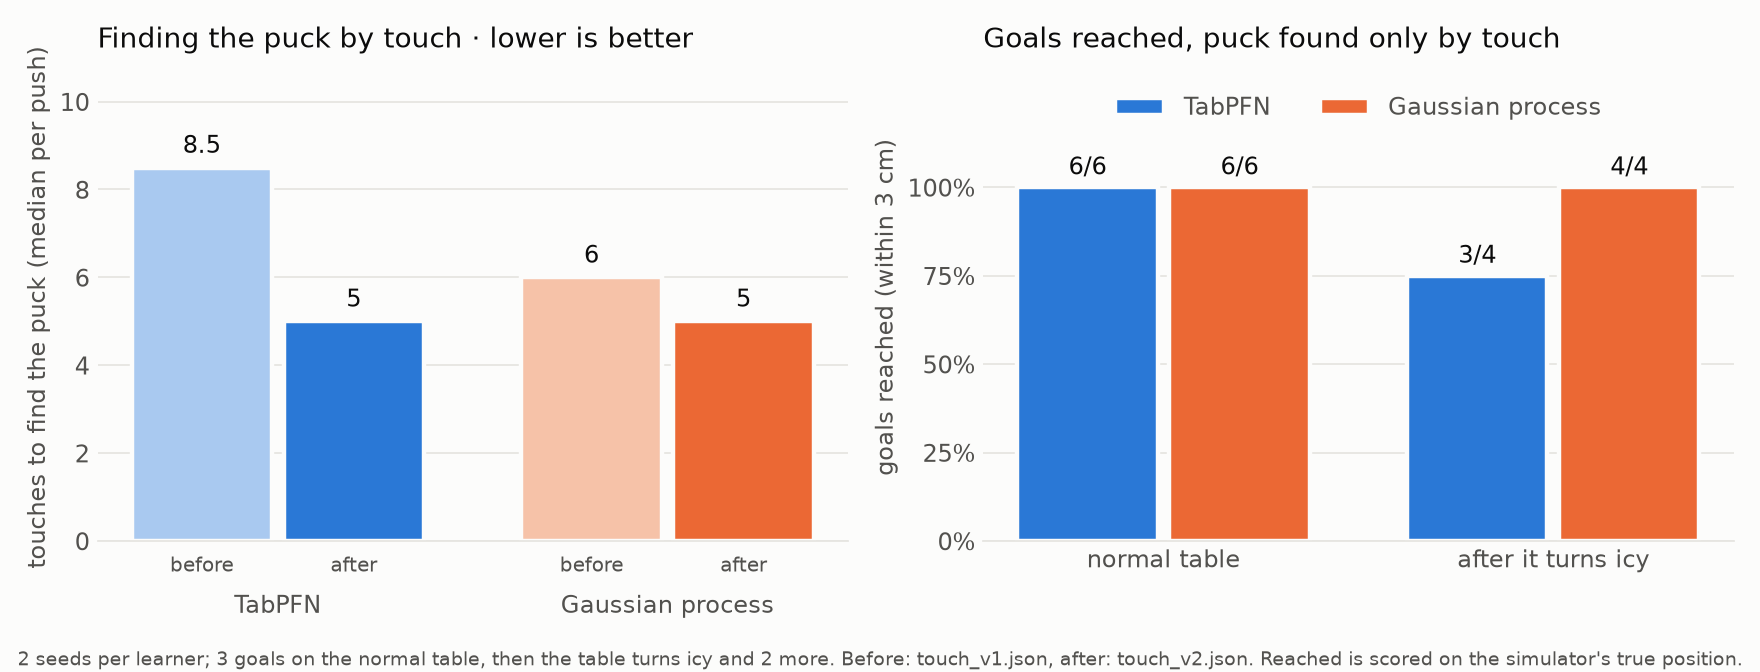 Finding the puck by touch · lower is better
touches to find the puck (median per push)
10
8
6
4
2
0
8.5
5
6
5
before
after
before
after
TabPFN
Gaussian process
Goals reached, puck found only by touch
TabPFN
Gaussian process
goals reached (within 3 cm)
100%
75%
50%
25%
0%
6/6
6/6
3/4
4/4
normal table
after it turns icy
2 seeds per learner; 3 goals on the normal table, then the table turns icy and 2 more. Before: touch_v1.json, after: touch_v2.json. Reached is scored on the simulator's true position.